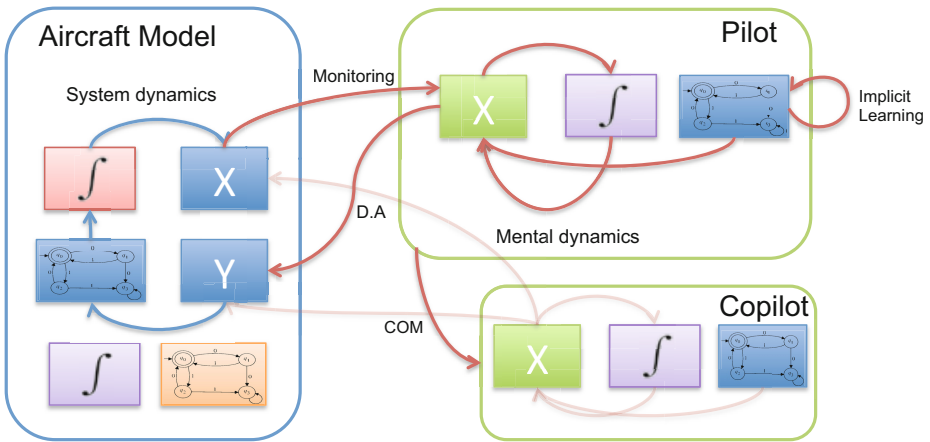 Aircraft Model
Pilot
Monitoring
System dynamics
X
∫
Implicit
Learning
∫
X
D.A
Mental dynamics
Y
COM
Copilot
X
∫
∫